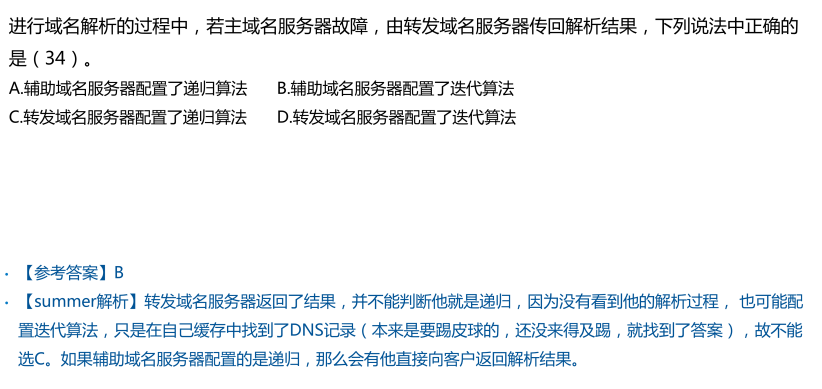 进行域名解析的过程中，若主域名服务器故障，由转发域名服务器传回解析结果，下列说法中正确的
是（34）。
A.辅助域名服务器配置了递归算法 B.辅助域名服务器配置了迭代算法
C.转发域名服务器配置了递归算法 D.转发域名服务器配置了迭代算法
· 【参考答案】B
· 【summer解析】转发域名服务器返回了结果，并不能判断他就是递归，因为没有看到他的解析过程， 也可能配
置迭代算法，只是在自己缓存中找到了DNS记录（本来是要踢皮球的，还没来得及踢，就找到了答案），故不能
选C。如果辅助域名服务器配置的是递归，那么会有他直接向客户返回解析结果。